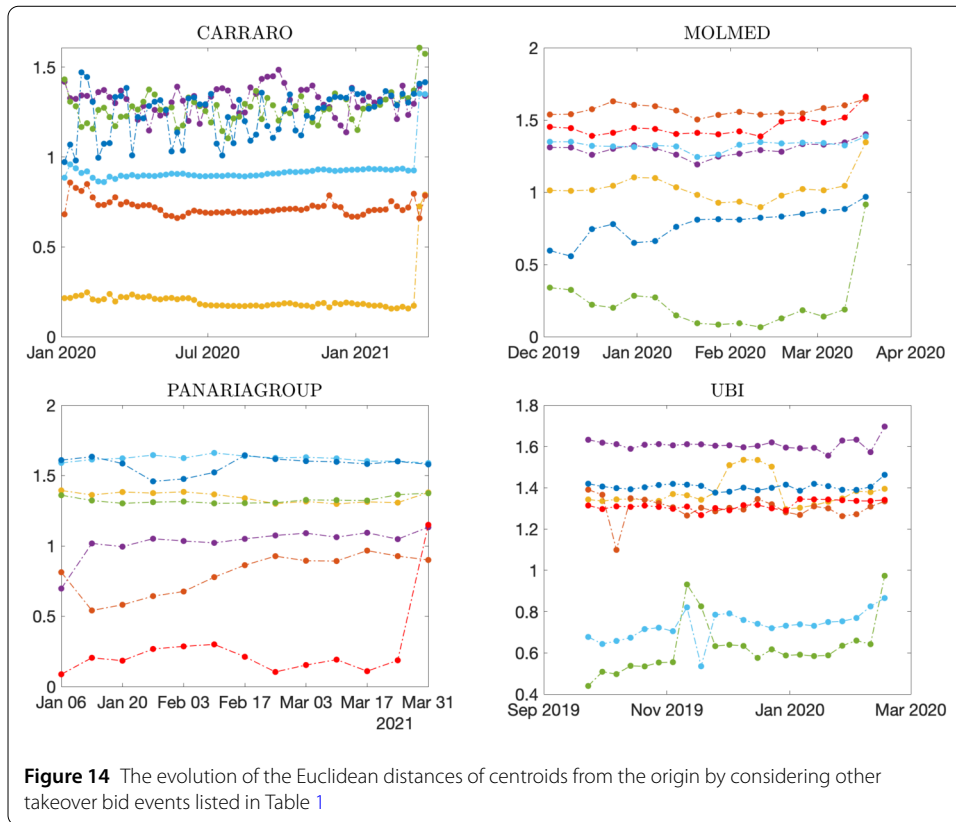 CARRARO
1.5
1
0.5
0
Jan 2020 Jul 2020 Jan 2021
MOLMED
2
1.5
1
0.5
0
Dec 2019 Jan 2020 Feb 2020 Mar 2020 Apr 2020
PANARIAGROUP
2
1.5
1
0.5
0
Jan 06 Jan 20 Feb 03 Feb 17 Mar 03 Mar 17 Mar 31
2021
UBI
1.8
1.6
1.4
1.2
1
0.8
0.6
0.4
Sep 2019 Nov 2019 Jan 2020 Mar 2020
Figure 14 The evolution of the Euclidean distances of centroids from the origin by considering other
takeover bid events listed in Table 1